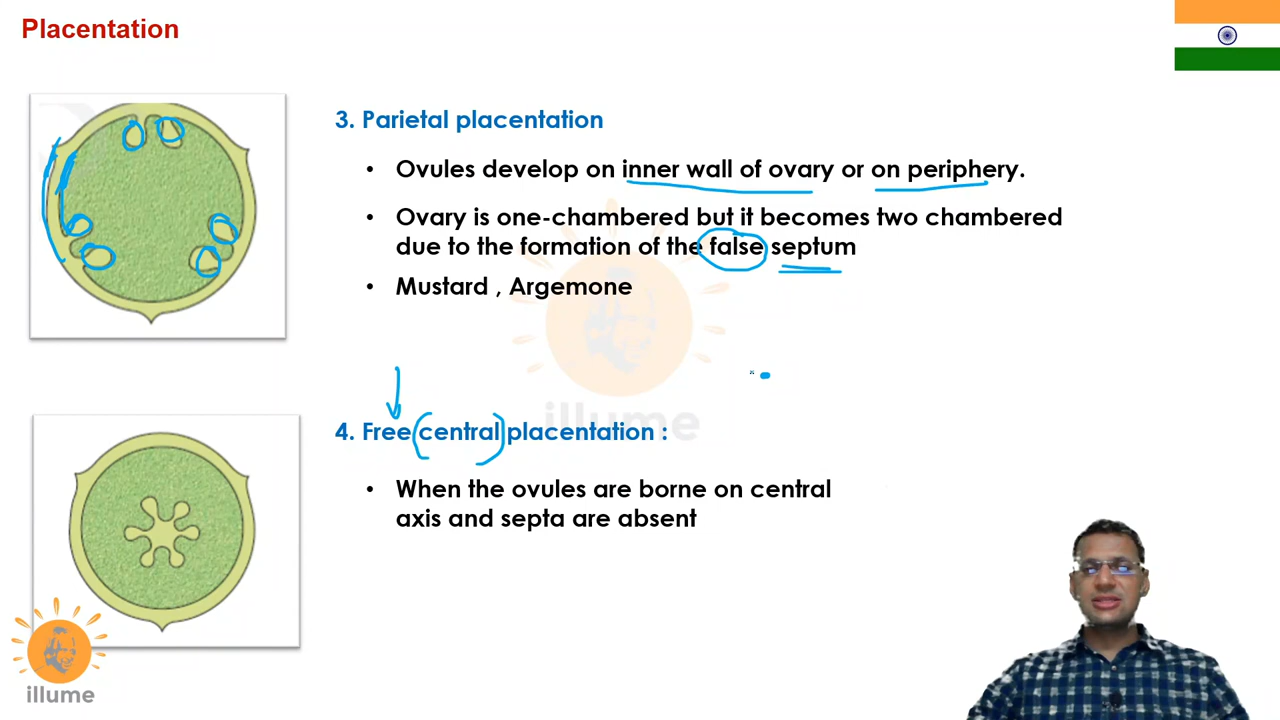 Placentation
3. Parietal placentation
• Ovules develop on inner wall of ovary or on periphery.
• Ovary is one-chambered but it becomes two chambered
due to the formation of the false septum
• Mustard , Argemone
illume
4. Free central placentation :
• When the ovules are borne on central
axis and septa are absent
illume